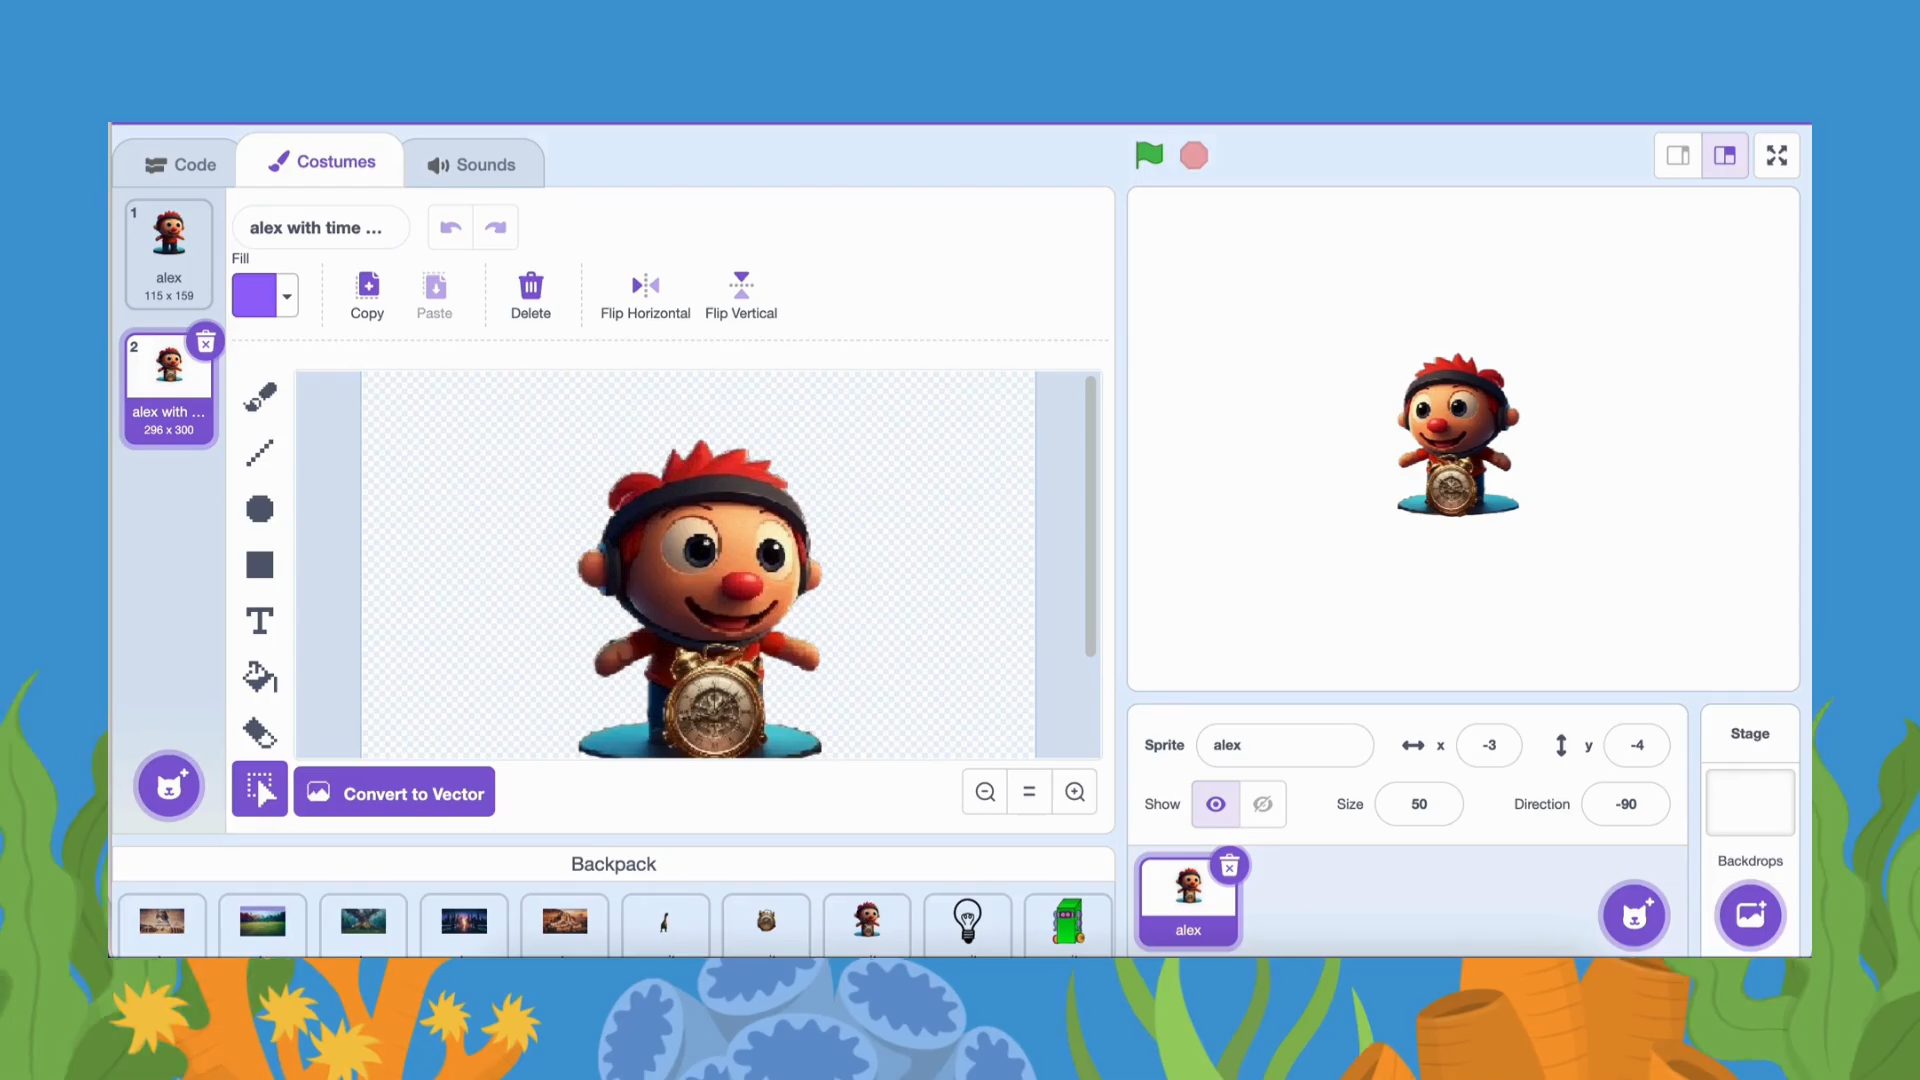 Code
Costumes
Sounds
1
alex
115 x 159
2
alex with ...
296 x 300
alex with time ...
Fill
Copy
Paste
Delete
Flip Horizontal
Flip Vertical
T
Convert to Vector
Backpack
Sprite
alex
x
-3
y
-4
Show
Size
50
Direction
-90
alex
Stage
Backdrops